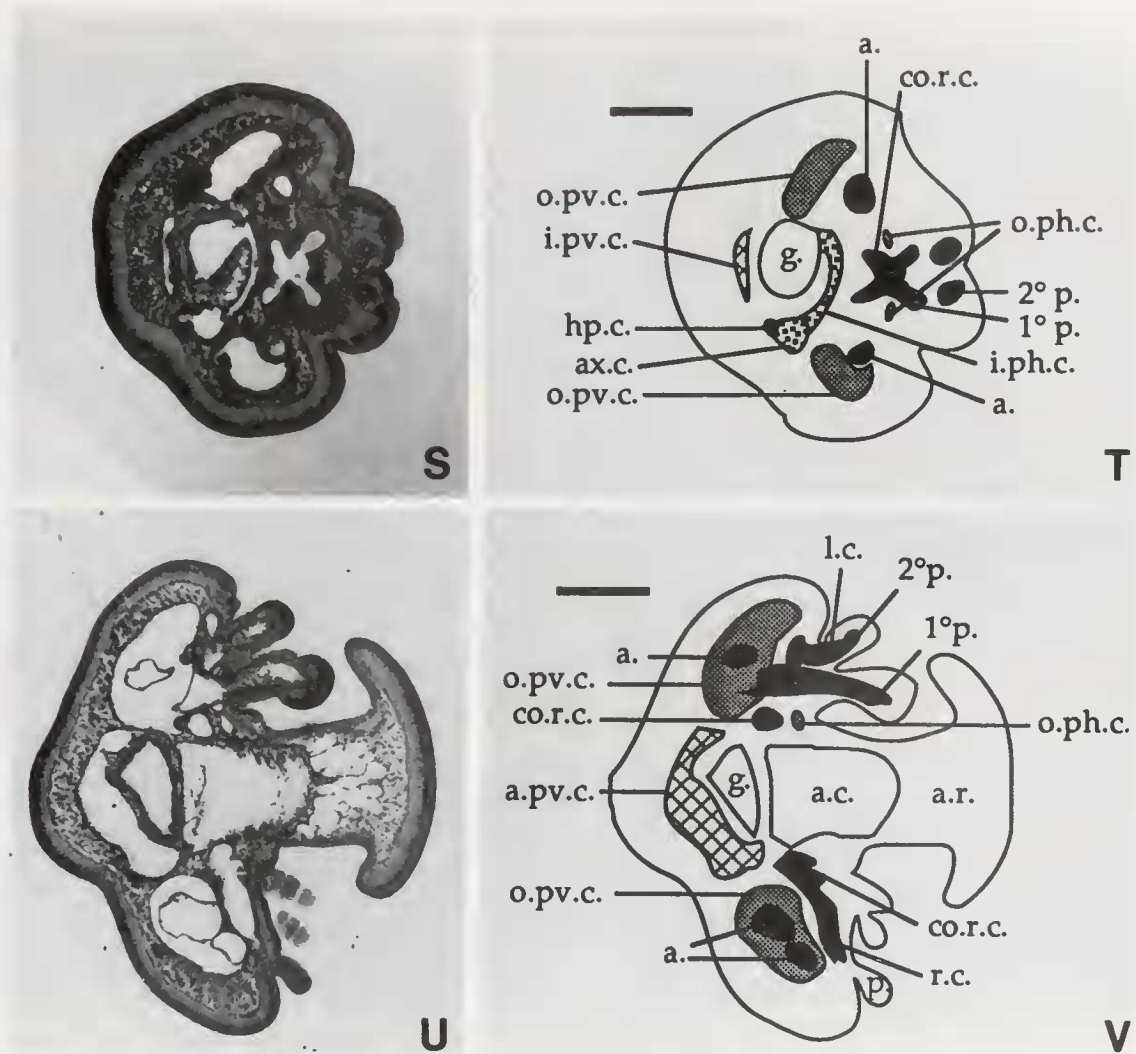 S
a.
co.r.c.
o.pv.c.
i.pv.c.
g.
o.ph.c.
2° p.
1° p.
hp.c.
ax.c.
i.ph.c.
o.pv.c.
a.
T
U
l.c.
2°p.
1°p.
a.
o.pv.c.
co.r.c.
o.ph.c.
a.pv.c.
g.
a.c.
a.r.
o.pv.c.
co.r.c.
a.
r.c.
p.
V